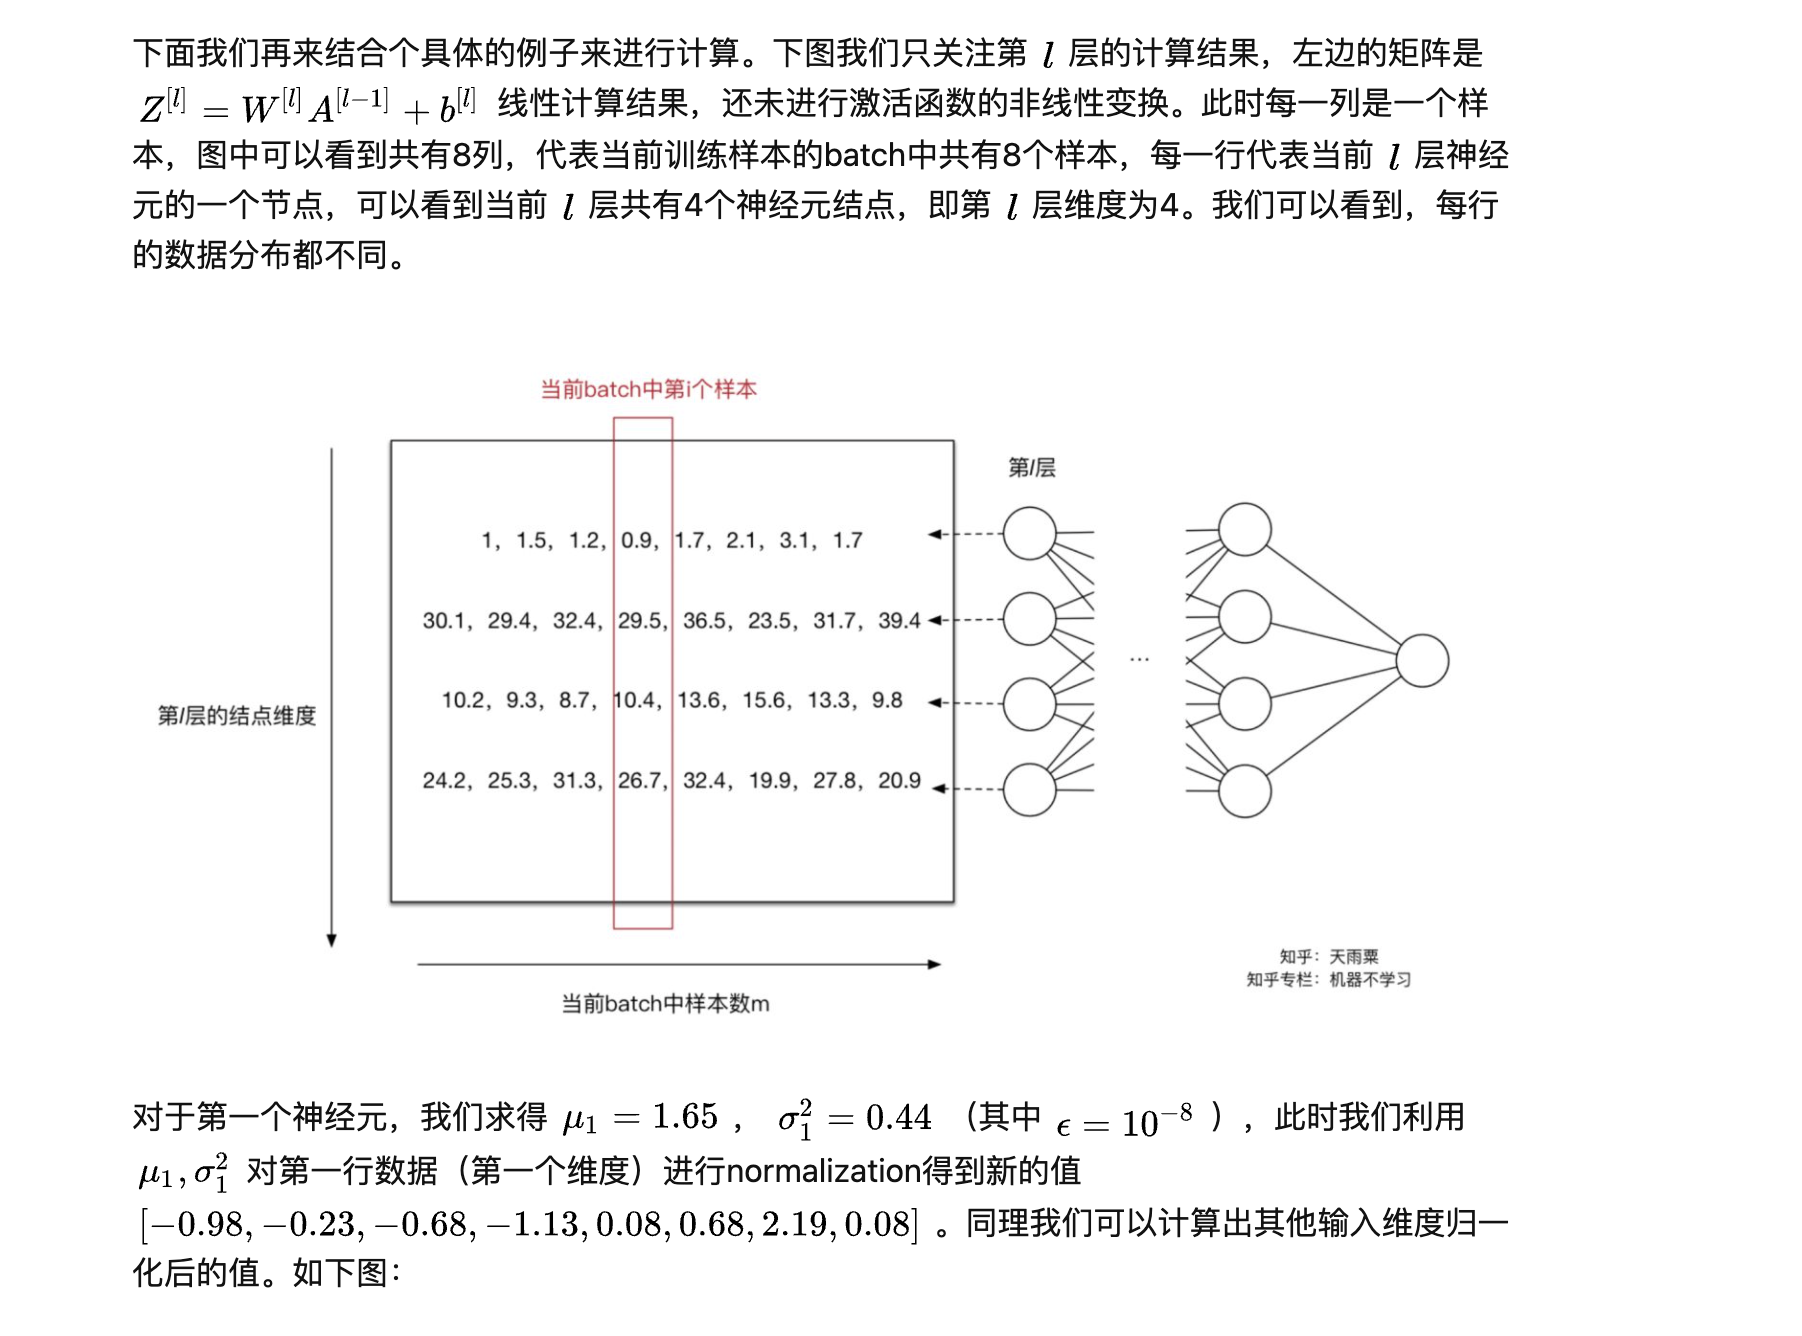 下面我们再来结合个具体的例子来进行计算。下图我们只关注第 l 层的计算结果，左边的矩阵是
Z^{[l]} = W^{[l]} A^{[l-1]} + b^{[l]} 线性计算结果，还未进行激活函数的非线性变换。此时每一列是一个样
本，图中可以看到共有8列，代表当前训练样本的batch中共有8个样本，每一行代表当前 l 层神经
元的一个节点，可以看到当前 l 层共有4个神经元结点，即第 l 层维度为4。我们可以看到，每行
的数据分布都不同。
当前batch中第i个样本
第l层
1, 1.5, 1.2, 0.9, 1.7, 2.1, 3.1, 1.7
30.1, 29.4, 32.4, 29.5, 36.5, 23.5, 31.7, 39.4
...
10.2, 9.3, 8.7, 10.4, 13.6, 15.6, 13.3, 9.8
第l层的结点维度
24.2, 25.3, 31.3, 26.7, 32.4, 19.9, 27.8, 20.9
知乎：天雨粟
知乎专栏：机器不学习
当前batch中样本数m
对于第一个神经元，我们求得 μ₁ = 1.65 ， σ₁² = 0.44 （其中 ϵ = 10⁻⁸ ），此时我们利用
μ₁, σ₁² 对第一行数据（第一个维度）进行normalization得到新的值
[−0.98, −0.23, −0.68, −1.13, 0.08, 0.68, 2.19, 0.08] 。同理我们可以计算出其他输入维度归一
化后的值。如下图：